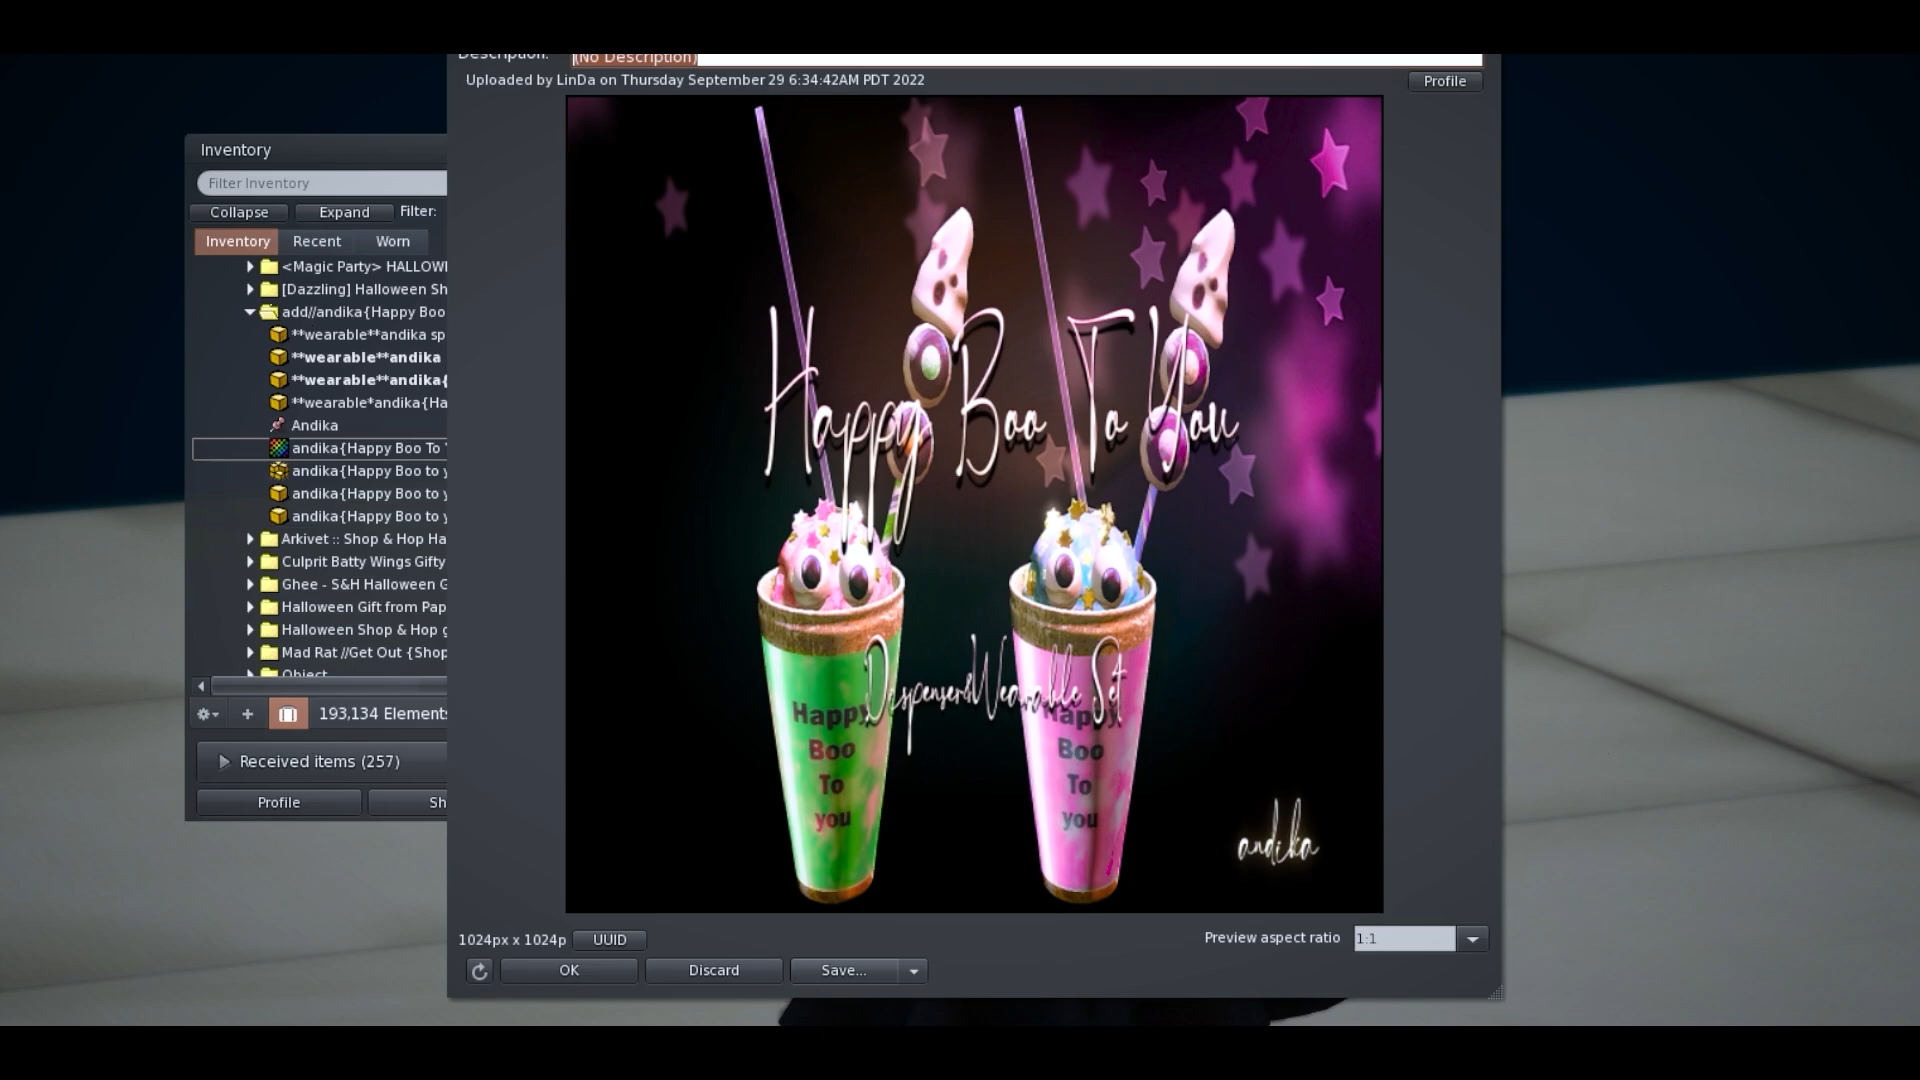 Description: (No Description)
Uploaded by LinDa on Thursday September 29 6:34:42AM PDT 2022
Profile
Inventory
Filter Inventory
Collapse Expand Filter:
Inventory Recent Worn
<Magic Party> HALLOW
[Dazzling] Halloween Sh
add//andika{Happy Boo
**wearable**andika sp
**wearable**andika
**wearable**andika{
**wearable*andika{Ha
Andika
andika{Happy Boo To
andika{Happy Boo to y
andika{Happy Boo to y
andika{Happy Boo to y
Arkivet :: Shop & Hop Ha
Culprit Batty Wings Gifty
Ghee - S&H Halloween G
Halloween Gift from Pap
Halloween Shop & Hop g
Mad Rat //Get Out {Shop
Object
193,134 Elements
Received items (257)
Profile Sh
Happy Boo To You
Dispenser&Wearable Set
Happy
Boo
To
you
Happy
Boo
To
you
andika
1024px x 1024p UUID
Preview aspect ratio 1:1
OK Discard Save...